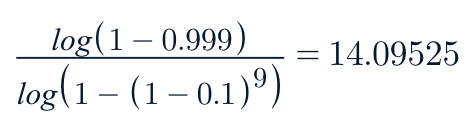 log(1 − 0.999)
log(1 − (1 − 0.1)^9) = 14.09525